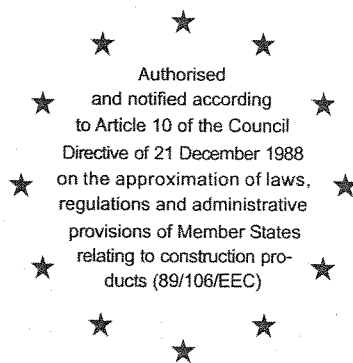 Authorised
and notified according
to Article 10 of the Council
Directive of 21 December 1988
on the approximation of laws,
regulations and administrative
provisions of Member States
relating to construction pro-
ducts (89/106/EEC)